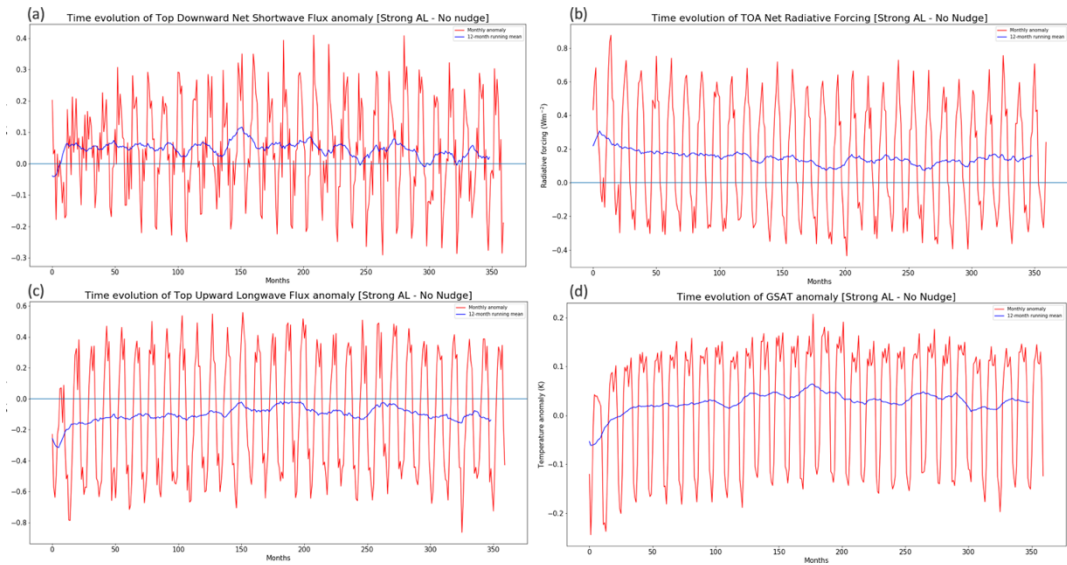 (a)
Time evolution of Top Downward Net Shortwave Flux anomaly [Strong AL - No nudge]
Monthly anomaly
12-month running mean
0.4
0.3
0.2
0.1
0.0
−0.1
−0.2
−0.3
0 50 100 150 200 250 300 350
Months
(b)
Time evolution of TOA Net Radiative Forcing [Strong AL - No Nudge]
Monthly anomaly
12-month running mean
Radiative forcing (Wm⁻²)
0.8
0.6
0.4
0.2
0.0
−0.2
−0.4
0 50 100 150 200 250 300 350
Months
(c)
Time evolution of Top Upward Longwave Flux anomaly [Strong AL - No Nudge]
Monthly anomaly
12-month running mean
0.6
0.4
0.2
0.0
−0.2
−0.4
−0.6
−0.8
0 50 100 150 200 250 300 350
Months
(d)
Time evolution of GSAT anomaly [Strong AL - No Nudge]
Monthly anomaly
12-month running mean
Temperature anomaly (K)
0.2
0.1
0.0
−0.1
−0.2
0 50 100 150 200 250 300 350
Months